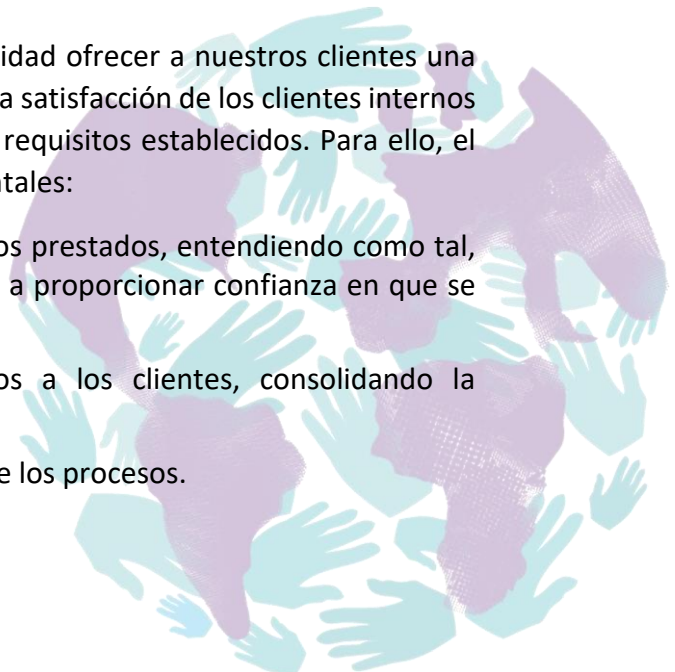 idad ofrecer a nuestros clientes una
a satisfacción de los clientes internos
requisitos establecidos. Para ello, el
tales:
os prestados, entendiendo como tal,
a proporcionar confianza en que se
os a los clientes, consolidando la
e los procesos.